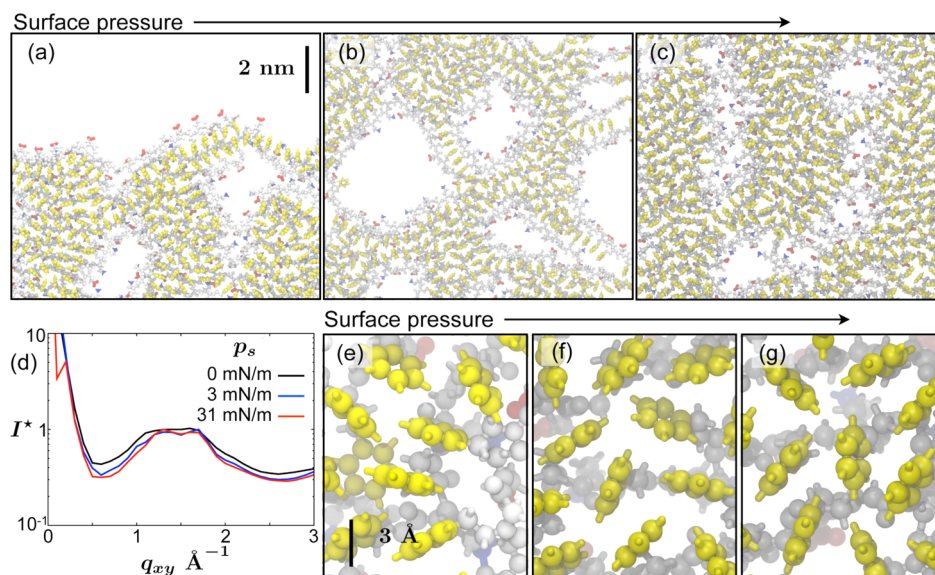 Surface pressure
(a)
2 nm
(b)
(c)
(d)
10
1
10⁻¹
I⋆
pₛ
0 mN/m
3 mN/m
31 mN/m
0 1 2 3
q_xy Å⁻¹
Surface pressure
(e)
3 Å
(f)
(g)